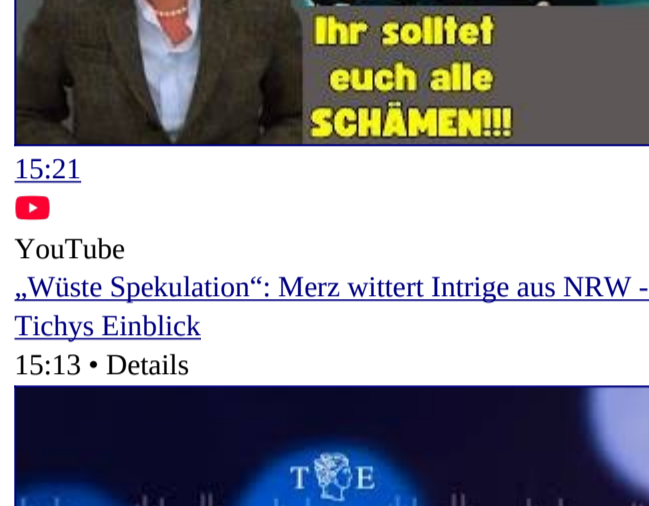 Ihr solltet
euch alle
SCHÄMEN!!!
15:21
YouTube
„Wüste Spekulation“: Merz wittert Intrige aus NRW -
Tichys Einblick
15:13 • Details
T E